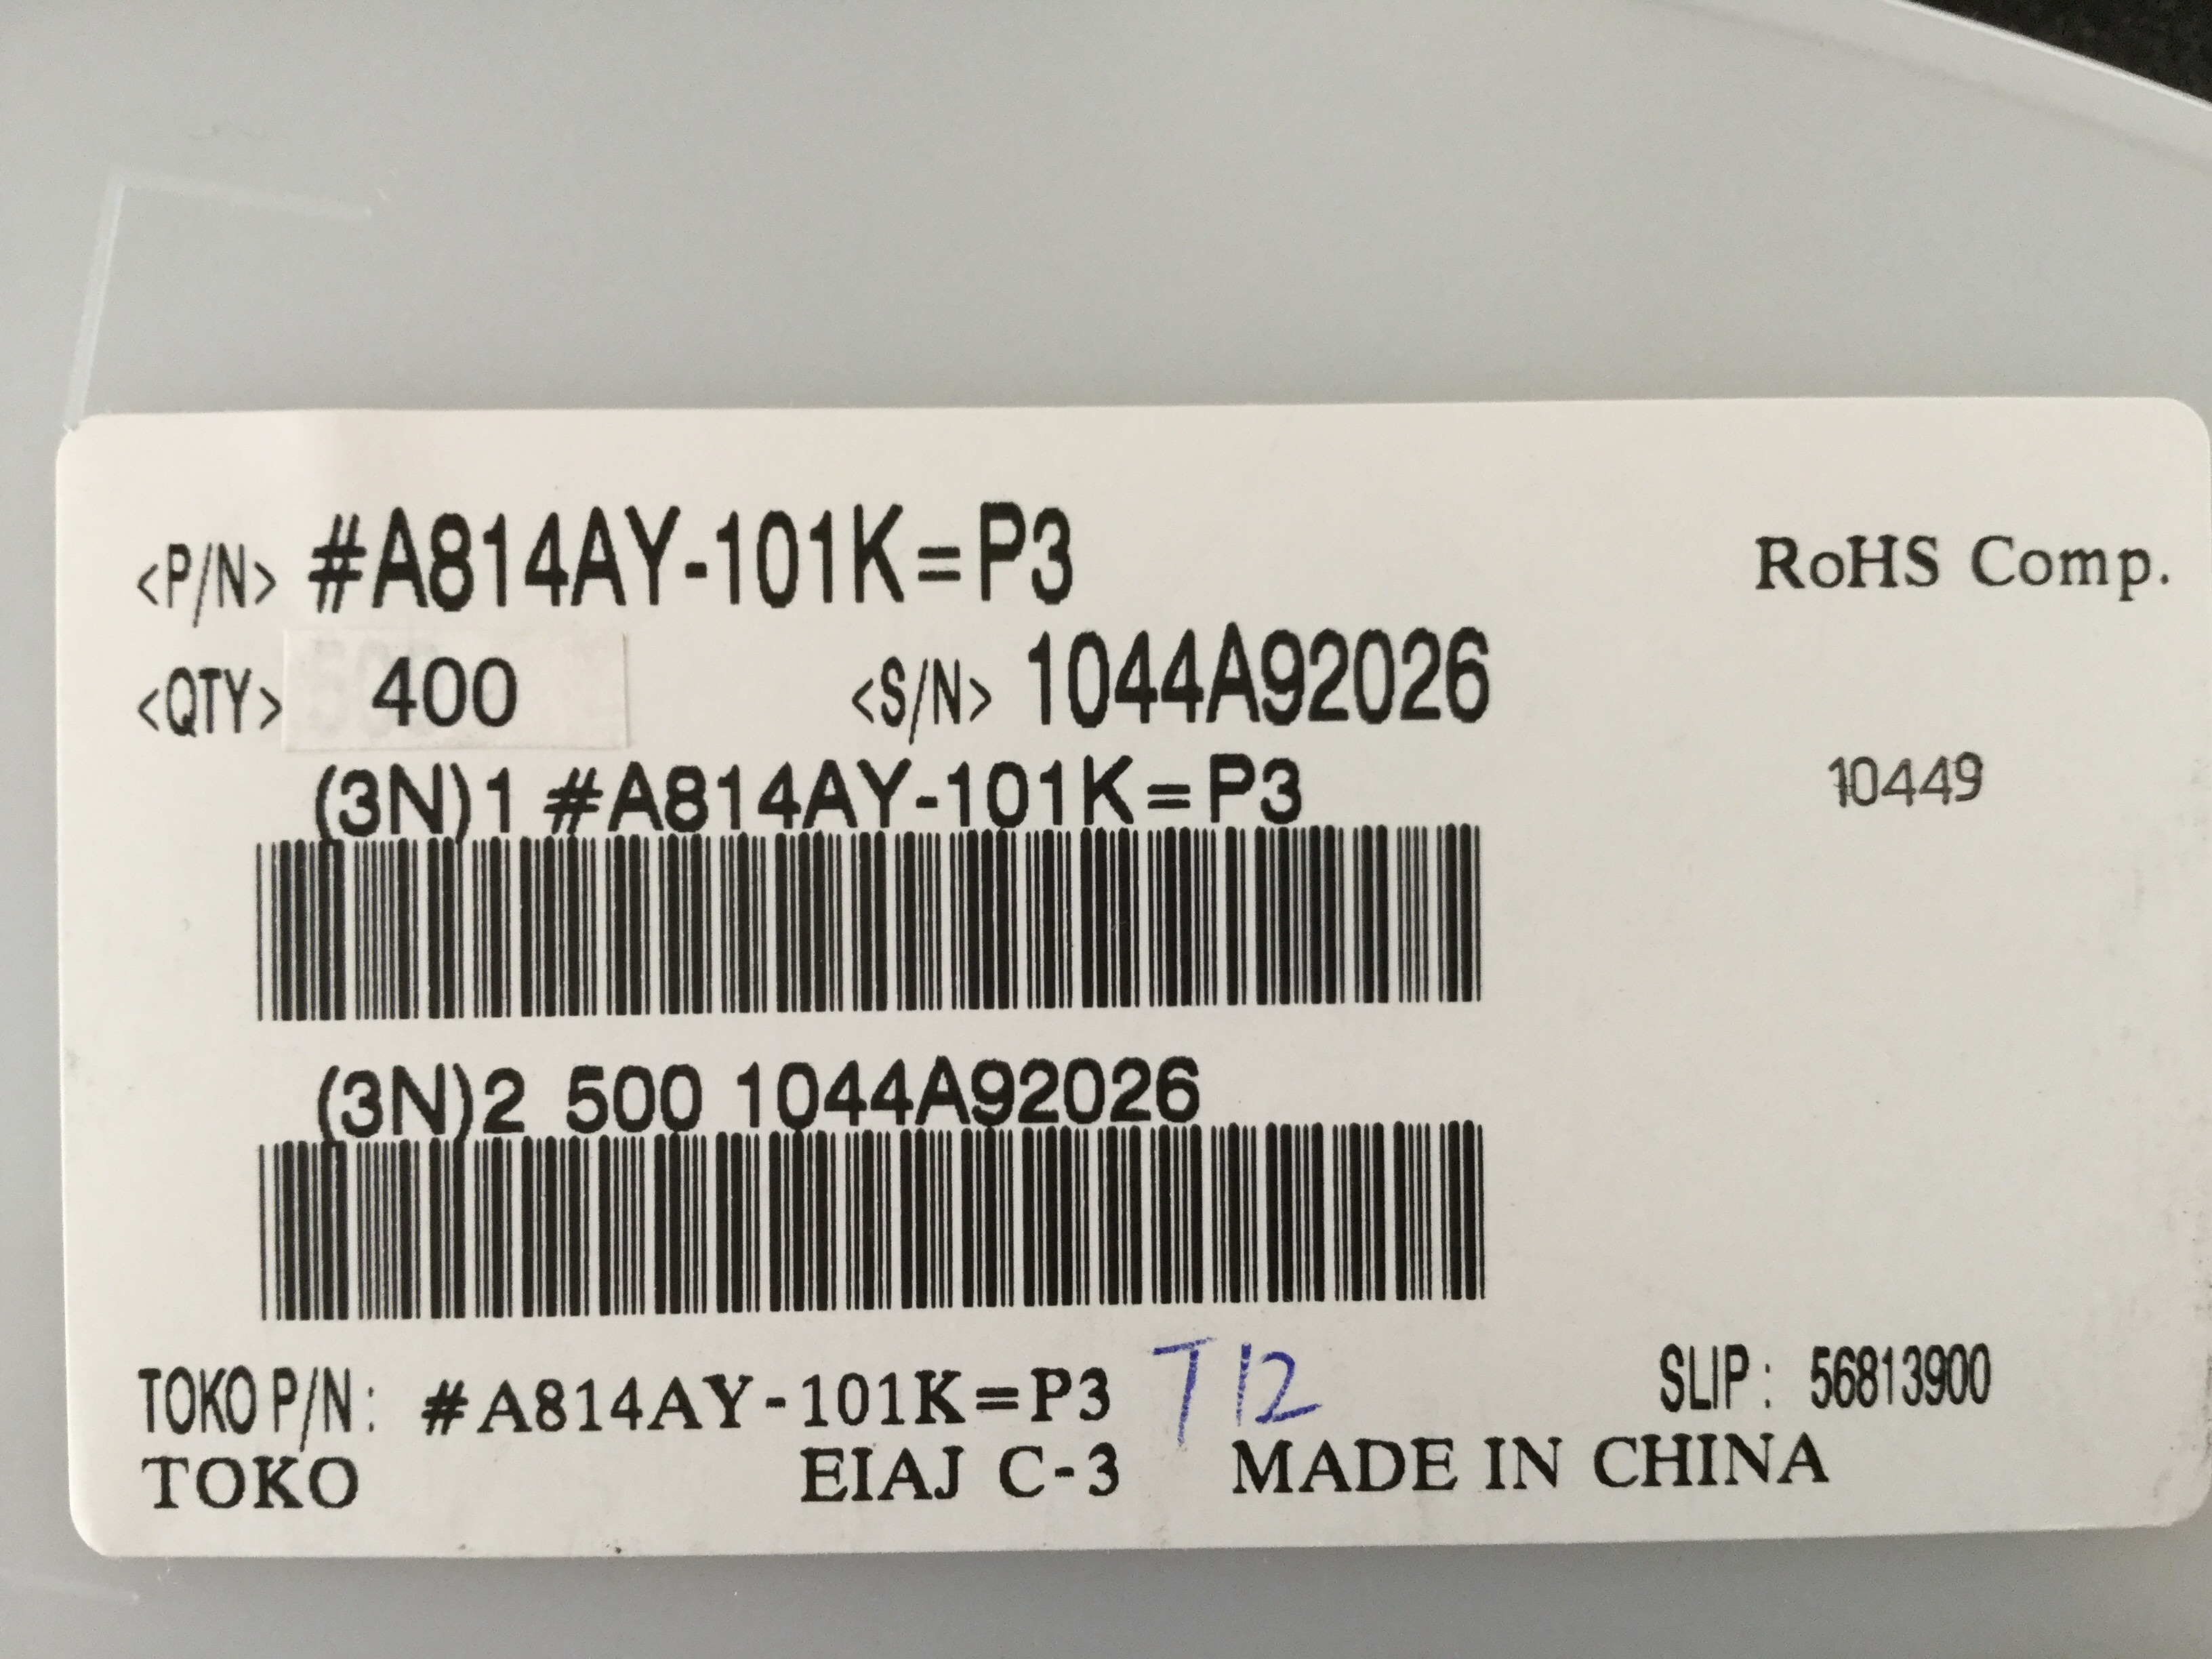 <P/N> #A814AY-101K=P3
RoHS Comp.
<QTY> 400
<S/N> 1044A92026
(3N)1 #A814AY-101K=P3
10449
(3N)2 500 1044A92026
TOKO P/N: #A814AY-101K=P3
T12
SLIP: 56813900
TOKO
EIAJ C-3
MADE IN CHINA